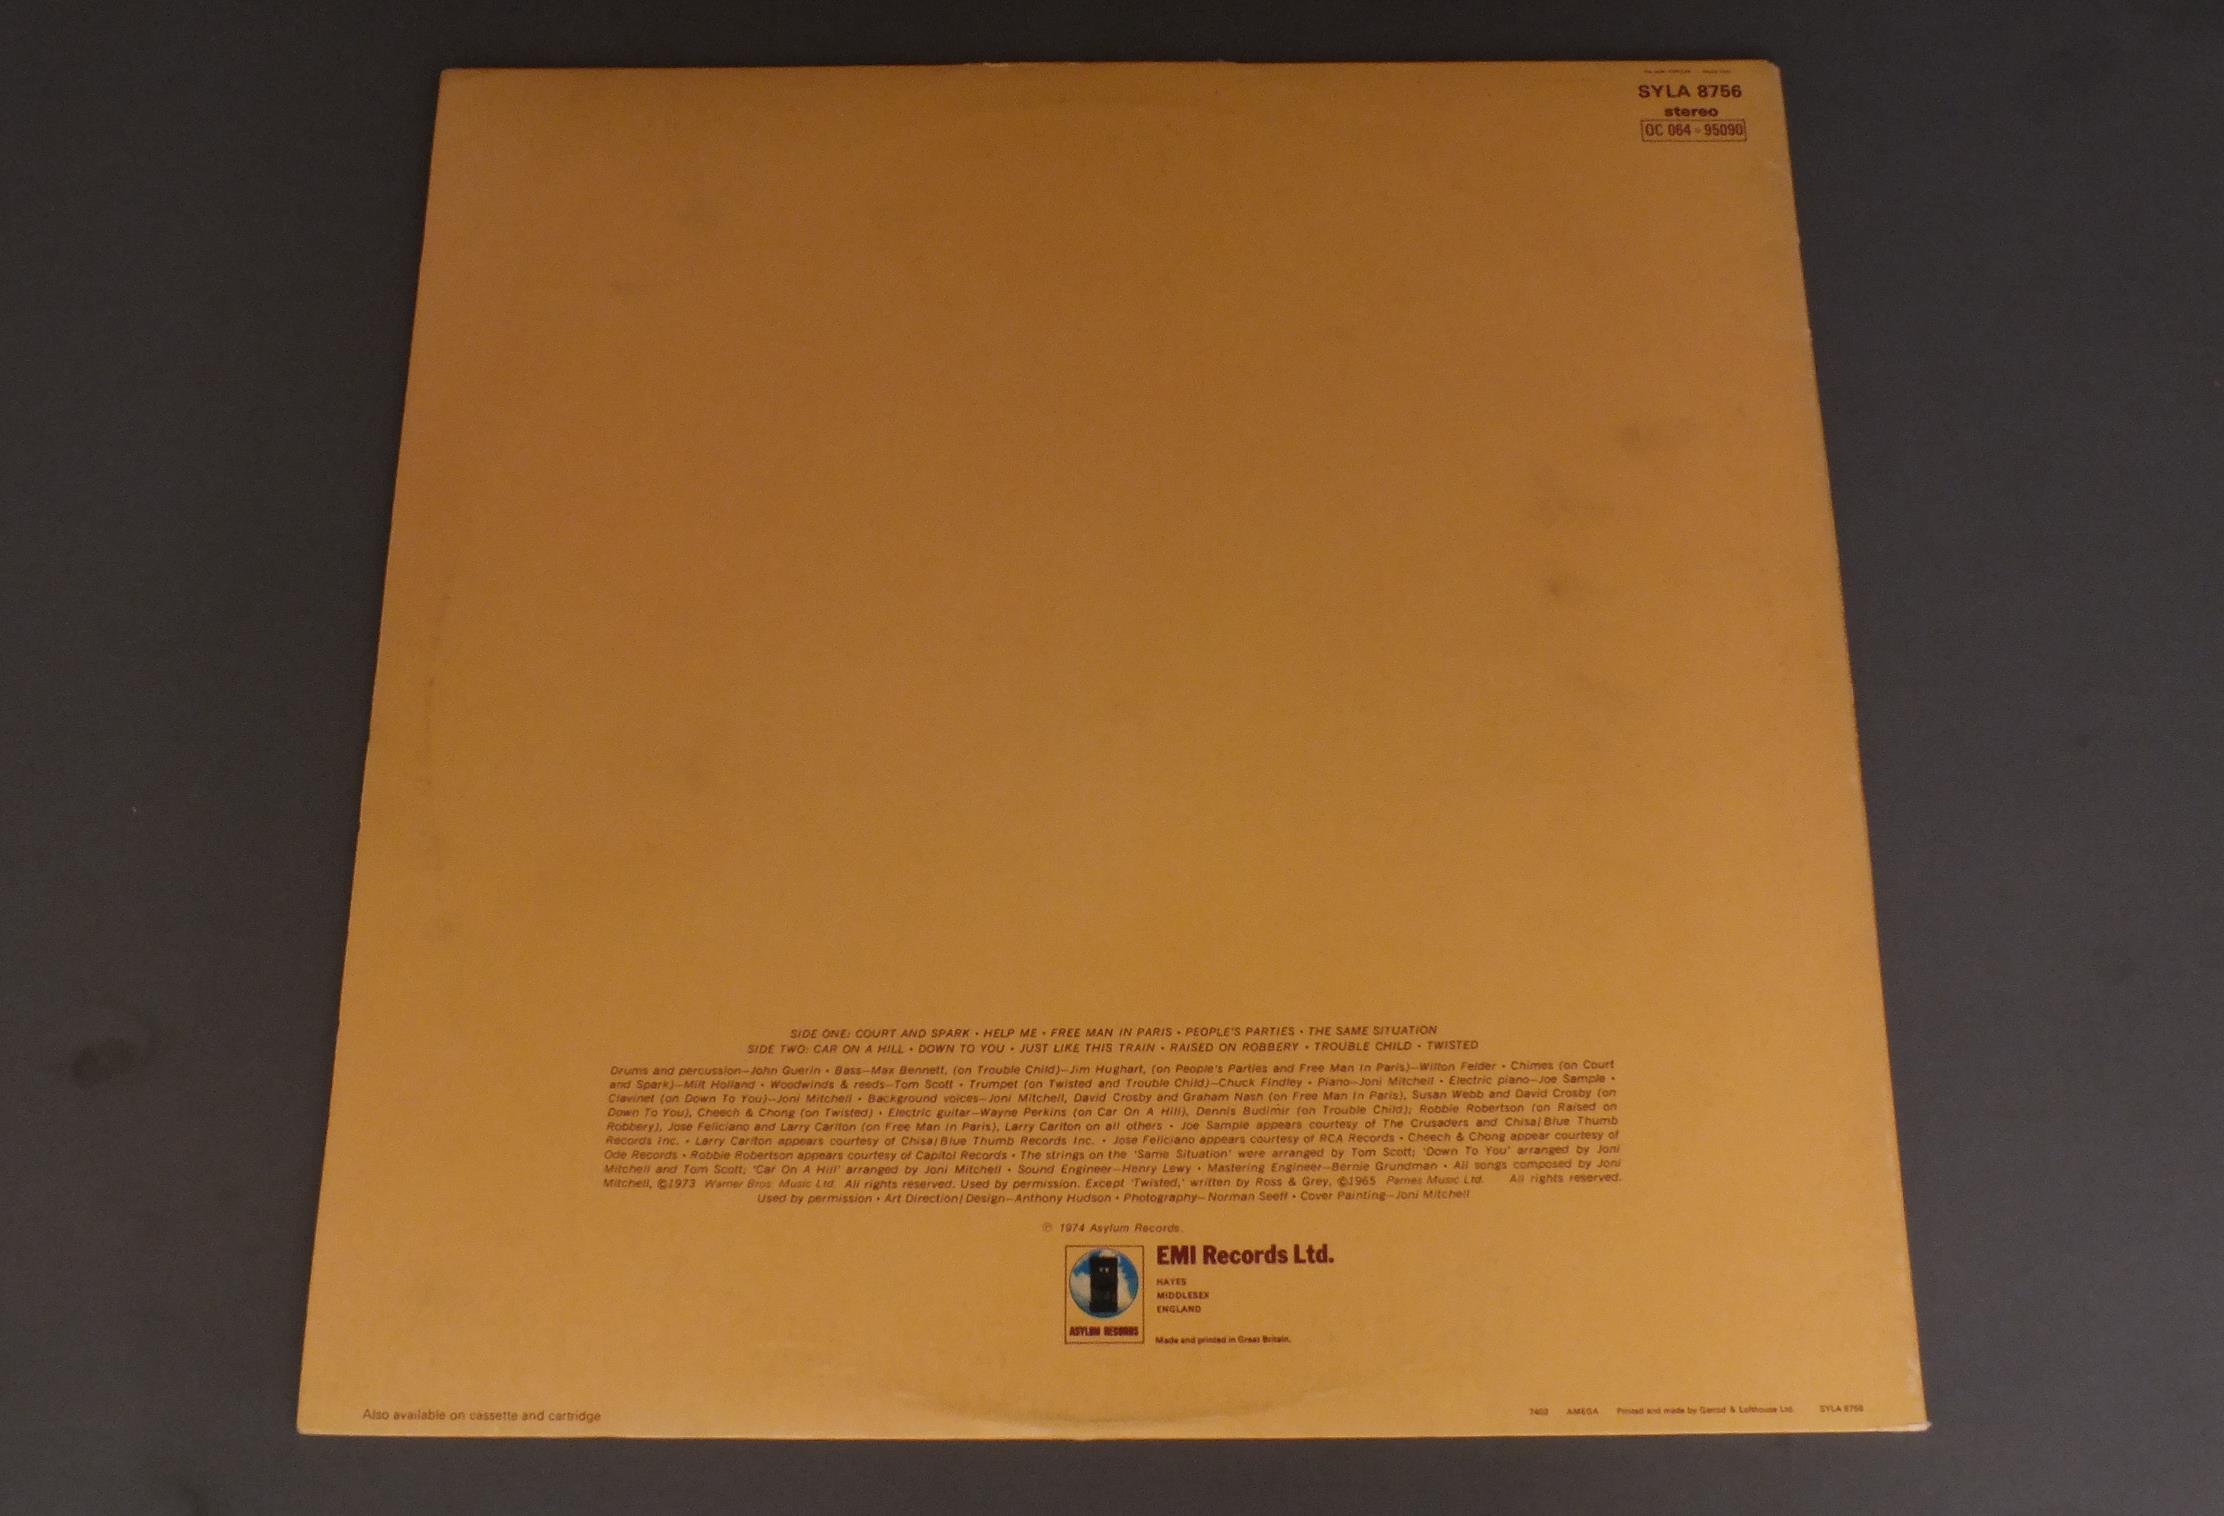 SYLA 8756
stereo
OC 064 · 95090
SIDE ONE: COURT AND SPARK • HELP ME • FREE MAN IN PARIS • PEOPLE'S PARTIES • THE SAME SITUATION
SIDE TWO: CAR ON A HILL • DOWN TO YOU • JUST LIKE THIS TRAIN • RAISED ON ROBBERY • TROUBLE CHILD • TWISTED
Drums and percussion—John Guerin • Bass—Max Bennett, (on Trouble Child)—Jim Hughart, (on People's Parties and Free Man In Paris)—Wilton Felder • Chimes (on Court
and Spark)—Milt Holland • Woodwinds & reeds—Tom Scott • Trumpet (on Twisted and Trouble Child)—Chuck Findley • Piano—Joni Mitchell • Electric piano—Joe Sample •
Clavinet (on Down To You)—Joni Mitchell • Background voices—Joni Mitchell, David Crosby and Graham Nash (on Free Man In Paris), Susan Webb and David Crosby (on
Down To You), Cheech & Chong (on Twisted) • Electric guitar—Wayne Perkins (on Car On A Hill), Dennis Budimir (on Trouble Child); Robbie Robertson (on Raised on
Robbery), Jose Feliciano and Larry Carlton (on Free Man in Paris), Larry Carlton on all others • Joe Sample appears courtesy of The Crusaders and Chisa/Blue Thumb
Records Inc. • Larry Carlton appears courtesy of Chisa/Blue Thumb Records Inc. • Jose Feliciano appears courtesy of RCA Records • Cheech & Chong appear courtesy of
Ode Records • Robbie Robertson appears courtesy of Capitol Records • The strings on the 'Same Situation' were arranged by Tom Scott; 'Down To You' arranged by Joni
Mitchell and Tom Scott; 'Car On A Hill' arranged by Joni Mitchell • Sound Engineer—Henry Lewy • Mastering Engineer—Bernie Grundman • All songs composed by Joni
Mitchell, ©1973 Warner Bros. Music Ltd. All rights reserved. Used by permission. Except 'Twisted,' written by Ross & Grey, ©1965 Parnes Music Ltd. All rights reserved.
Used by permission • Art Direction/Design—Anthony Hudson • Photography—Norman Seeff • Cover Painting—Joni Mitchell
℗ 1974 Asylum Records.
EMI Records Ltd.
HAYES
MIDDLESEX
ENGLAND
ASYLUM RECORDS
Made and printed in Great Britain.
Also available on cassette and cartridge
7403 AMEGA Printed and made by Garrod & Lofthouse Ltd. SYLA 8756